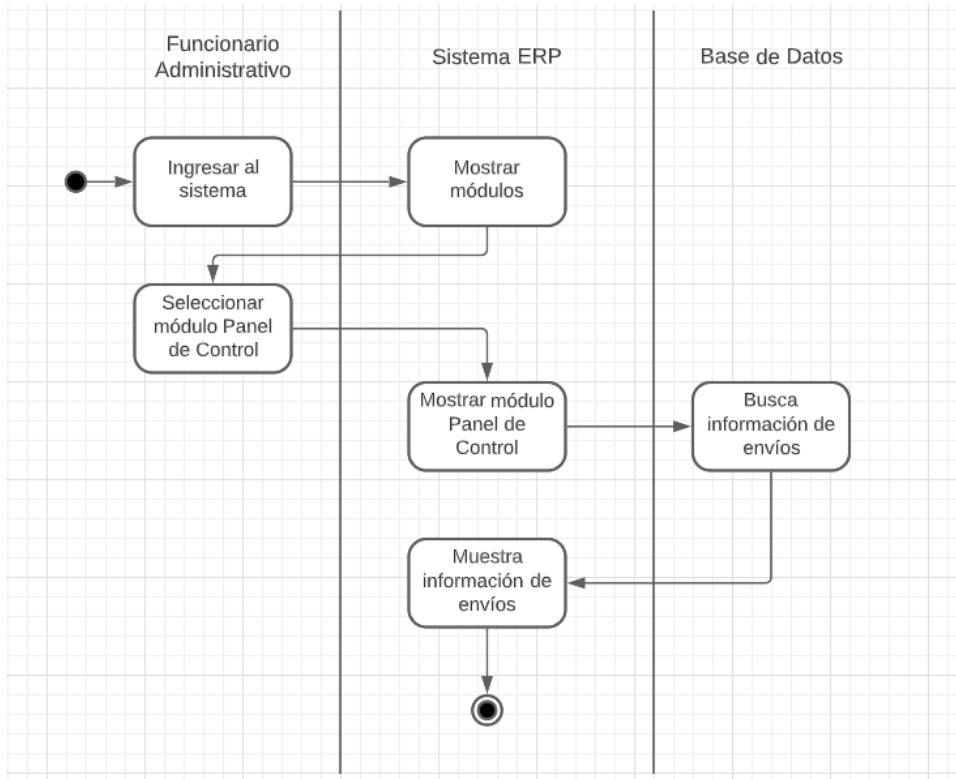 Funcionario
Administrativo
Sistema ERP
Base de Datos
Ingresar al
sistema
Mostrar
módulos
Seleccionar
módulo Panel
de Control
Mostrar módulo
Panel de
Control
Busca
información de
envíos
Muestra
información de
envíos